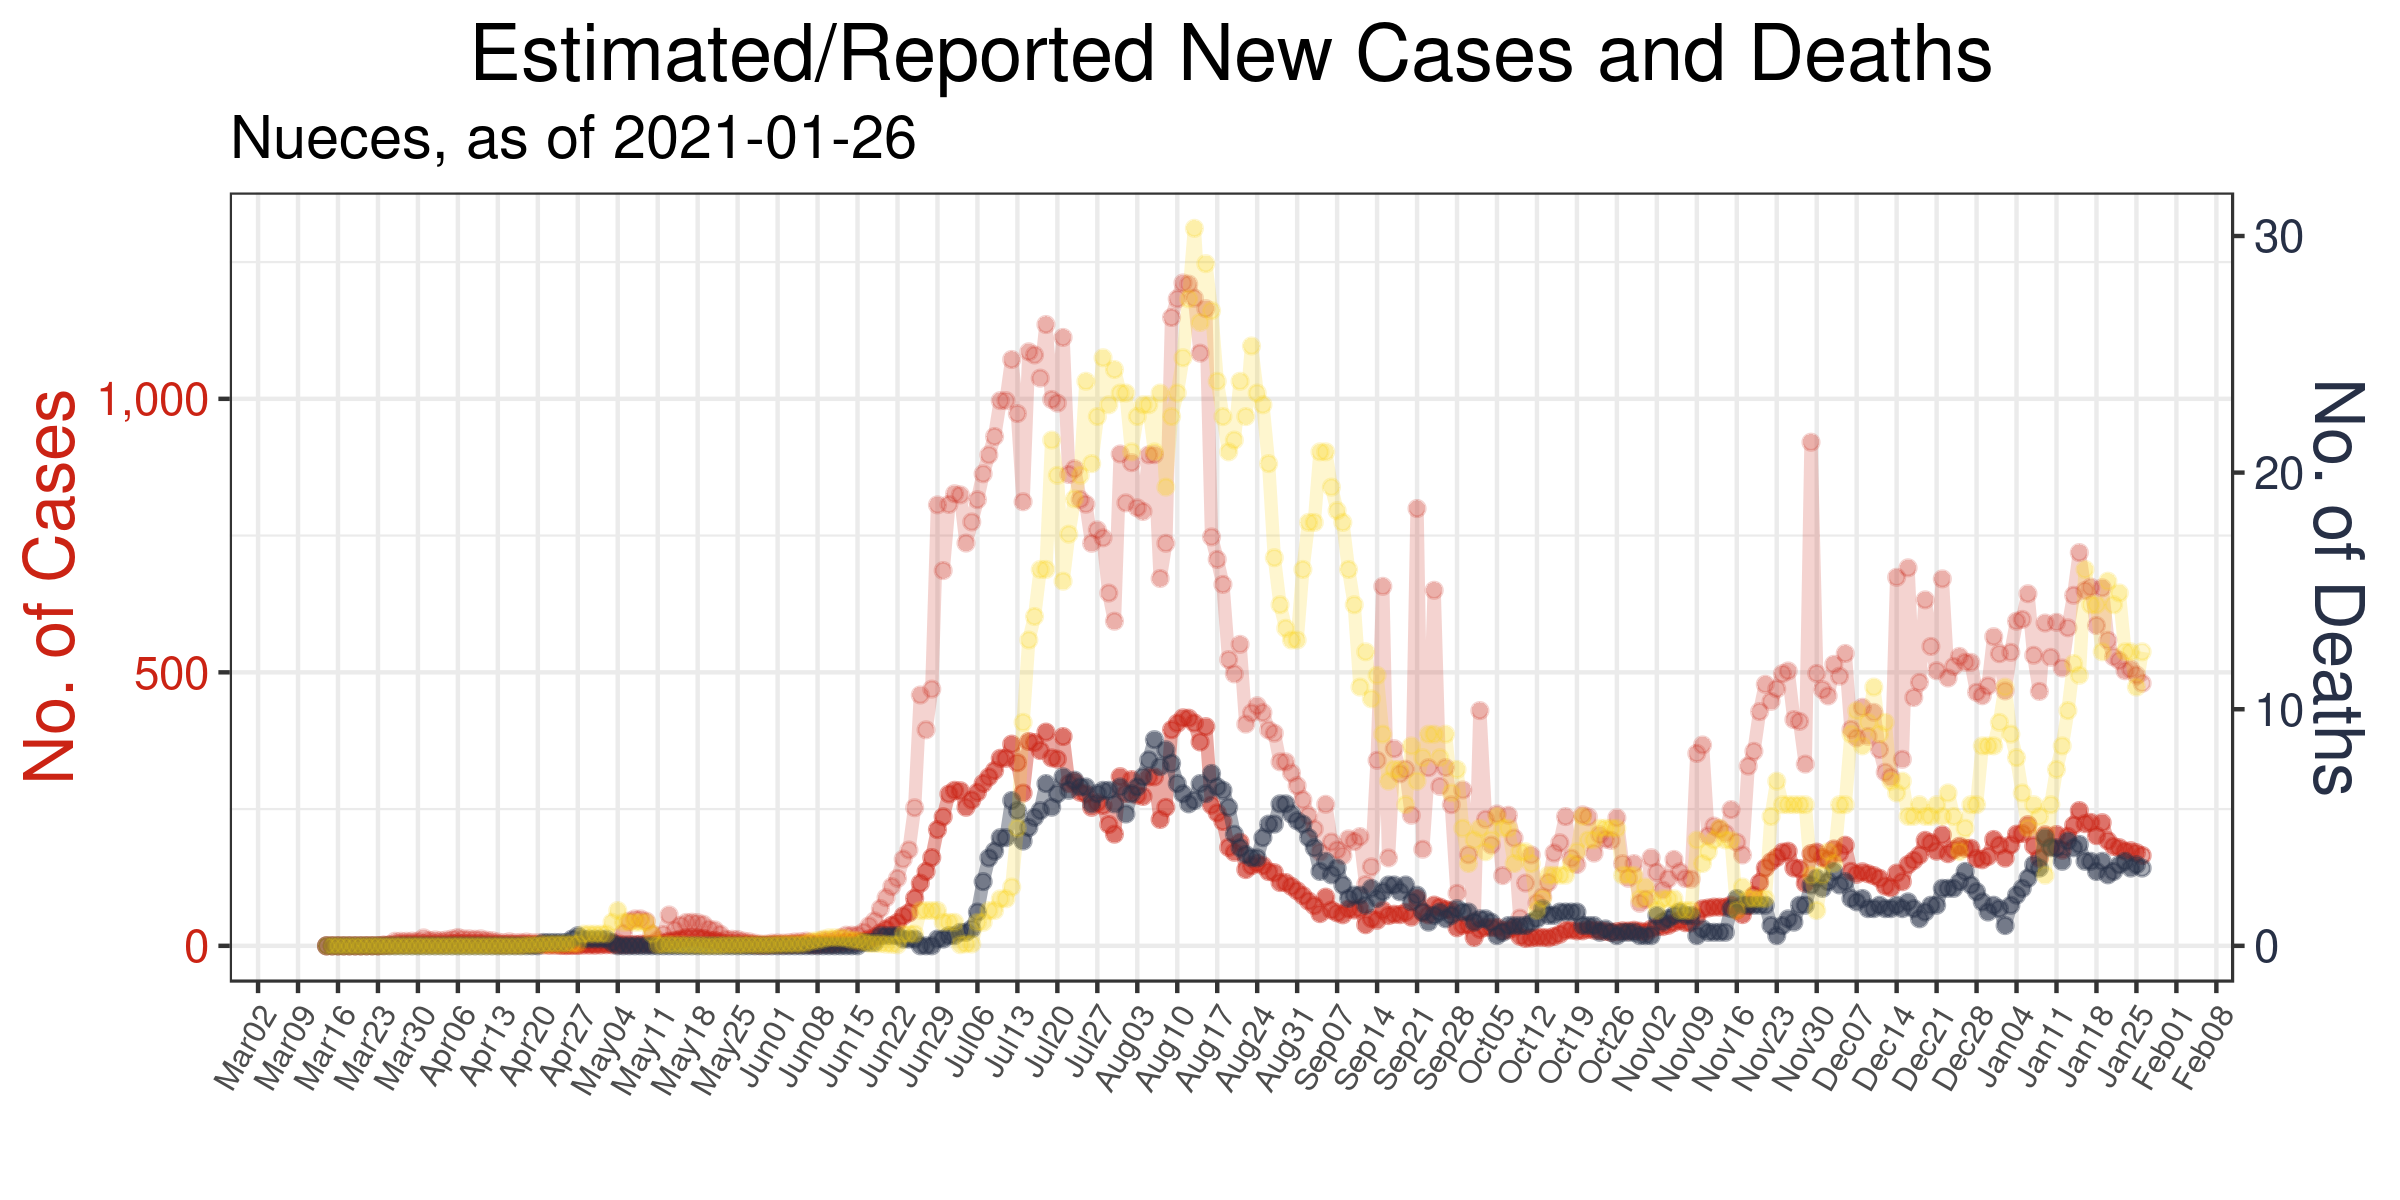 Estimated/Reported New Cases and Deaths
Nueces, as of 2021-01-26
No. of Cases
1,000
500
0
30
20
10
0
No. of Deaths
Mar02
Mar09
Mar16
Mar23
Mar30
Apr06
Apr13
Apr20
Apr27
May04
May11
May18
May25
Jun01
Jun08
Jun15
Jun22
Jun29
Jul06
Jul13
Jul20
Jul27
Aug03
Aug10
Aug17
Aug24
Aug31
Sep07
Sep14
Sep21
Sep28
Oct05
Oct12
Oct19
Oct26
Nov02
Nov09
Nov16
Nov23
Nov30
Dec07
Dec14
Dec21
Dec28
Jan04
Jan11
Jan18
Jan25
Feb01
Feb08